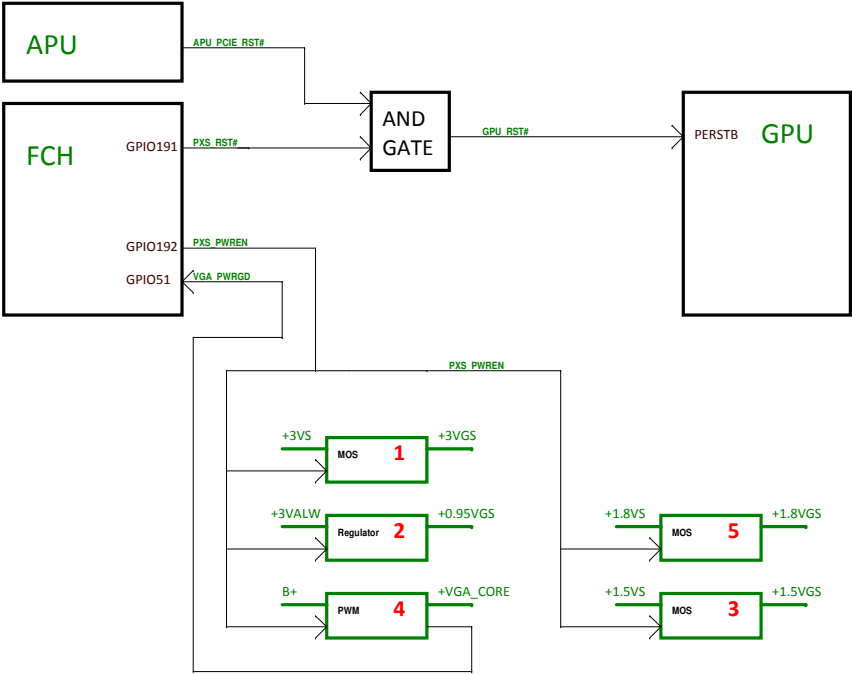 APU
APU_PCIE_RST#
AND
GATE
GPU_RST#
PERSTB
GPU
FCH
GPIO191
PXS_RST#
GPIO192
PXS_PWREN
GPIO51
VGA_PWRGD
PXS_PWREN
+3VS
MOS
1
+3VGS
+3VALW
Regulator
2
+0.95VGS
+1.8VS
MOS
5
+1.8VGS
B+
PWM
4
+VGA_CORE
+1.5VS
MOS
3
+1.5VGS